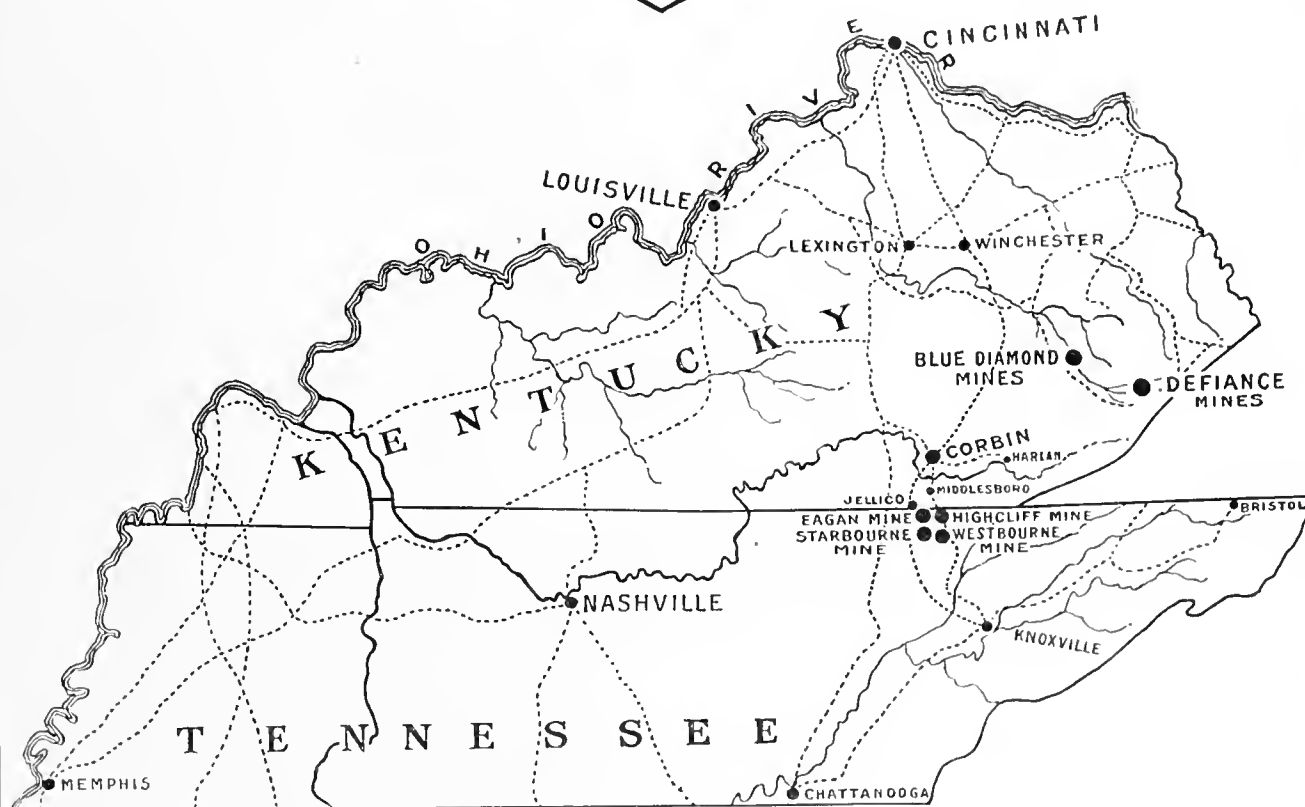 CINCINNATI
OHIO RIVER
LOUISVILLE
LEXINGTON
WINCHESTER
KENTUCKY
BLUE DIAMOND
MINES
DEFIANCE
MINES
CORBIN
HARLAN
MIDDLESBORO
JELLICO
BRISTOL
EAGAN MINE
HIGHCLIFF MINE
STARBOURNE
MINE
WESTBOURNE
MINE
NASHVILLE
KNOXVILLE
TENNESSEE
MEMPHIS
CHATTANOOGA